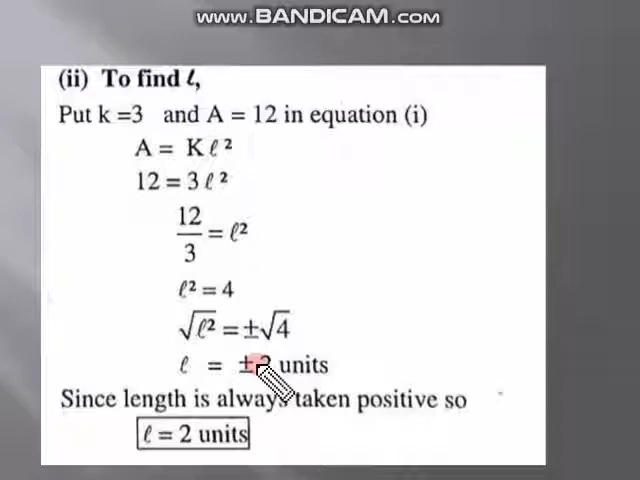 WWW.BANDICAM.COM
(ii) To find ℓ,
Put k =3 and A = 12 in equation (i)
A = Kℓ²
12 = 3ℓ²
12/3 = ℓ²
ℓ² = 4
√ℓ² = ±√4
ℓ = ±2 units
Since length is always taken positive so
ℓ = 2 units